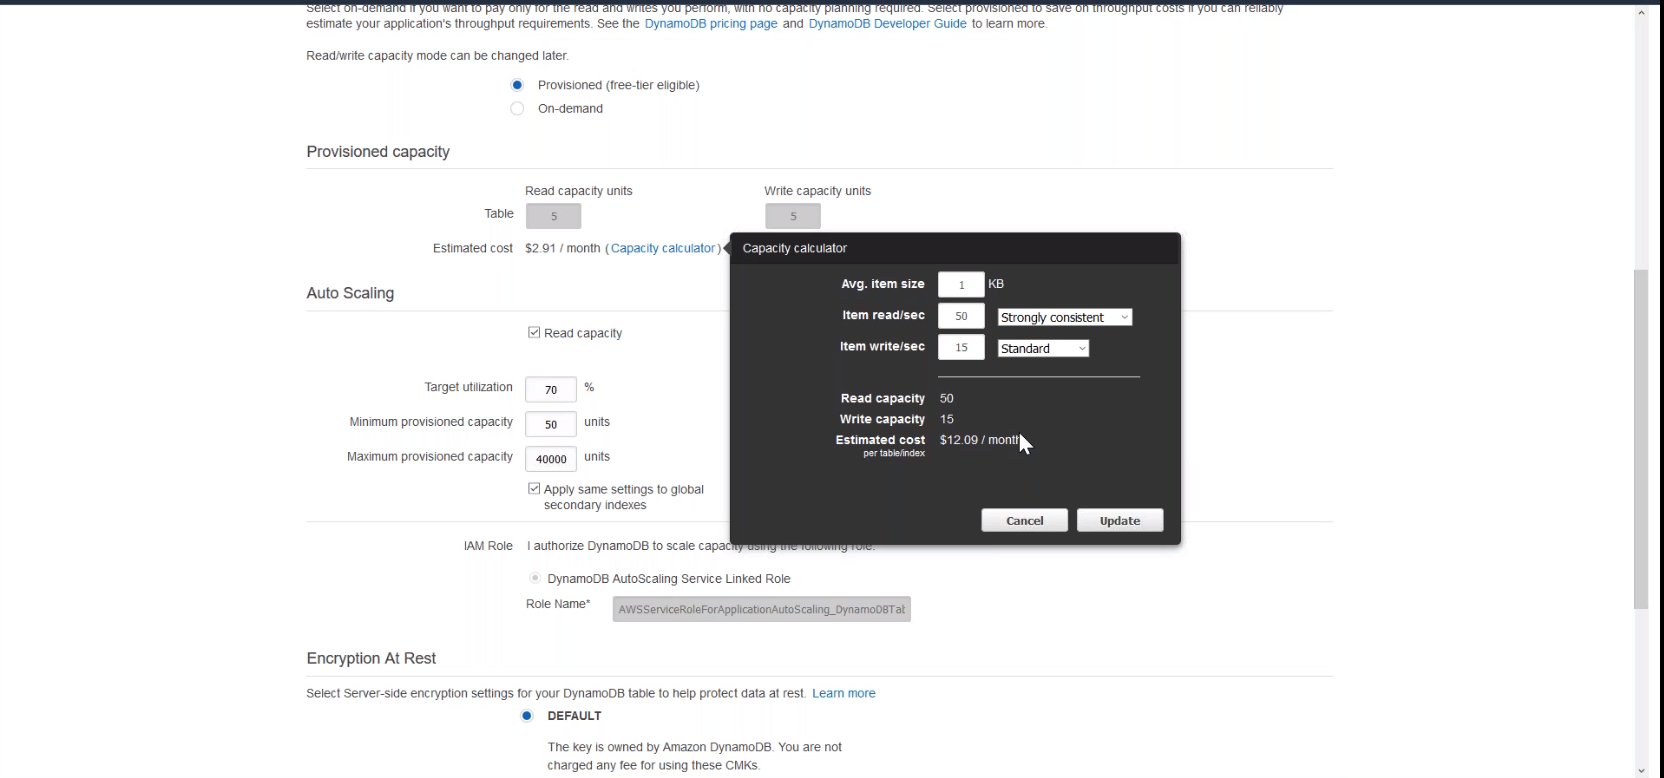 Select on-demand if you want to pay only for the read and writes you perform, with no capacity planning required. Select provisioned to save on throughput costs if you can reliably
estimate your application's throughput requirements. See the DynamoDB pricing page and DynamoDB Developer Guide to learn more.
Read/write capacity mode can be changed later.
Provisioned (free-tier eligible)
On-demand
Provisioned capacity
Read capacity units Write capacity units
Table 5 5
Estimated cost $2.91 / month (Capacity calculator)
Capacity calculator
Avg. item size 1 KB
Item read/sec 50 Strongly consistent
Item write/sec 15 Standard
Read capacity 50
Write capacity 15
Estimated cost $12.09 / month
per table/index
Cancel Update
Auto Scaling
Read capacity
Target utilization 70 %
Minimum provisioned capacity 50 units
Maximum provisioned capacity 40000 units
Apply same settings to global
secondary indexes
IAM Role I authorize DynamoDB to scale capacity using the following role:
DynamoDB AutoScaling Service Linked Role
Role Name* AWSServiceRoleForApplicationAutoScaling_DynamoDBTat
Encryption At Rest
Select Server-side encryption settings for your DynamoDB table to help protect data at rest. Learn more
DEFAULT
The key is owned by Amazon DynamoDB. You are not
charged any fee for using these CMKs.